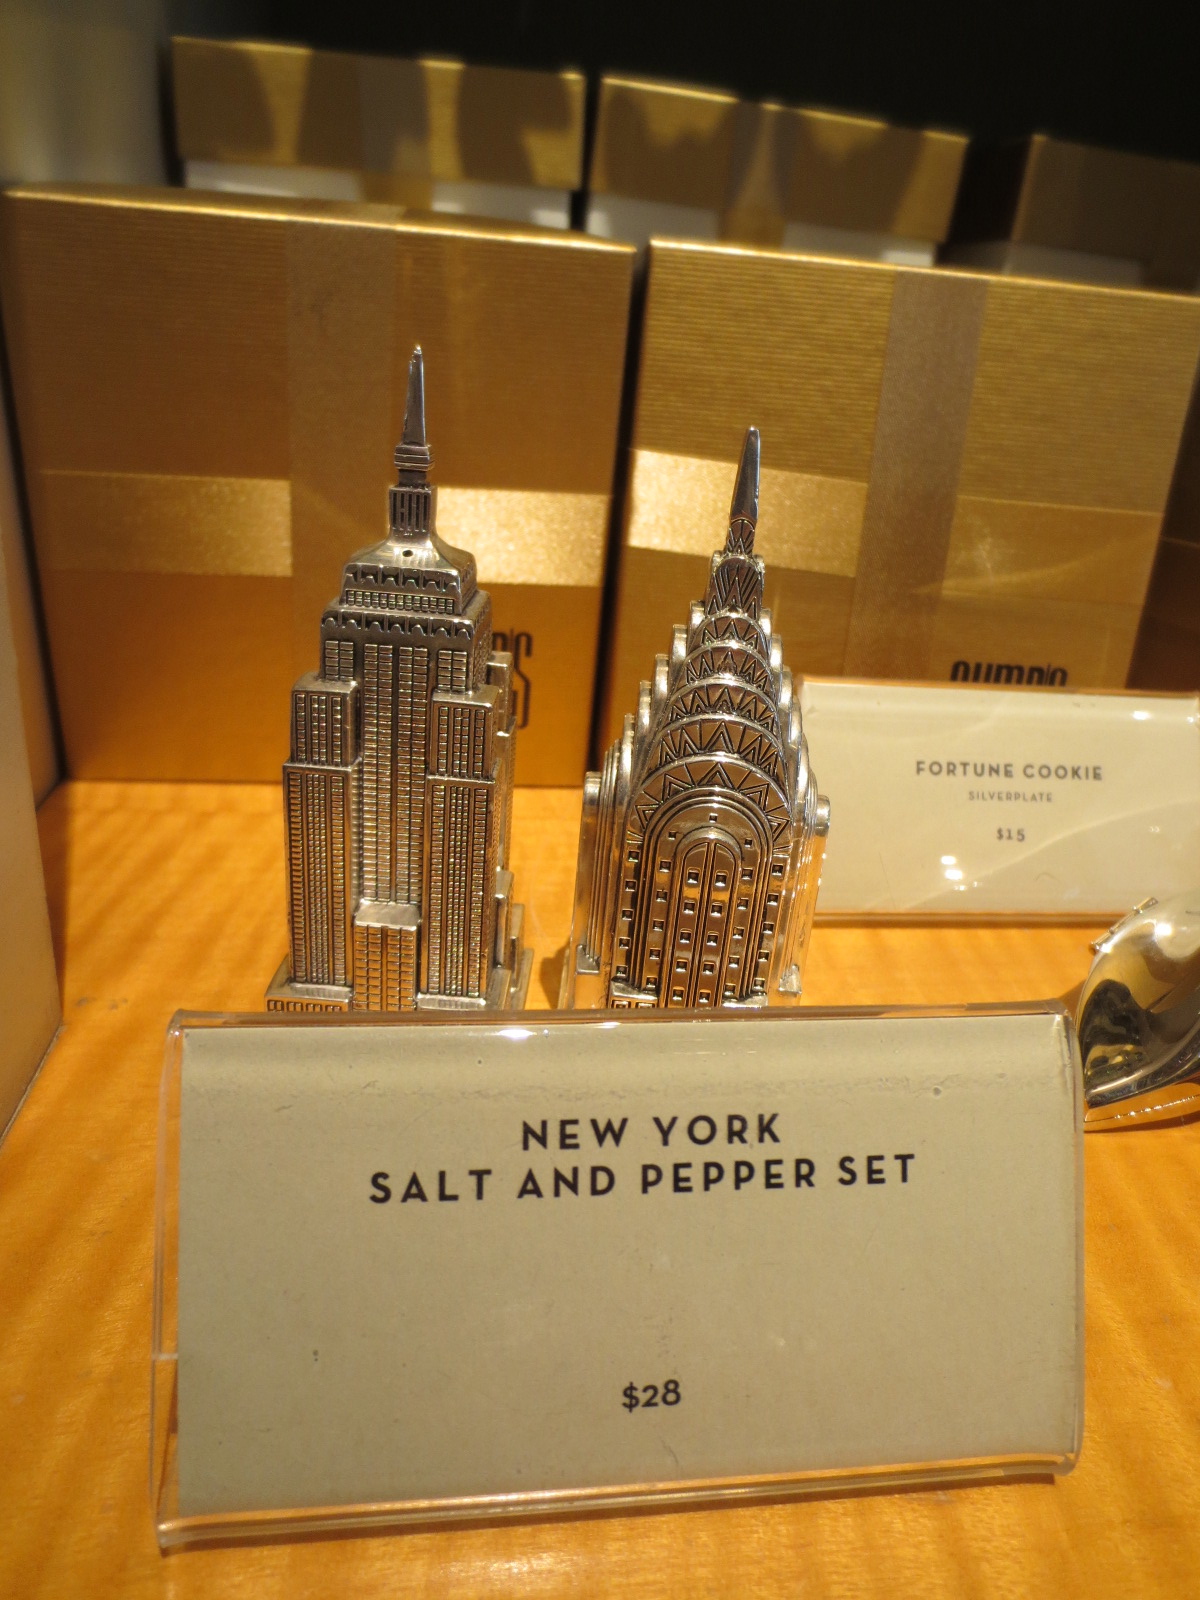 FORTUNE COOKIE
SILVERPLATE
$15
NEW YORK
SALT AND PEPPER SET
$28